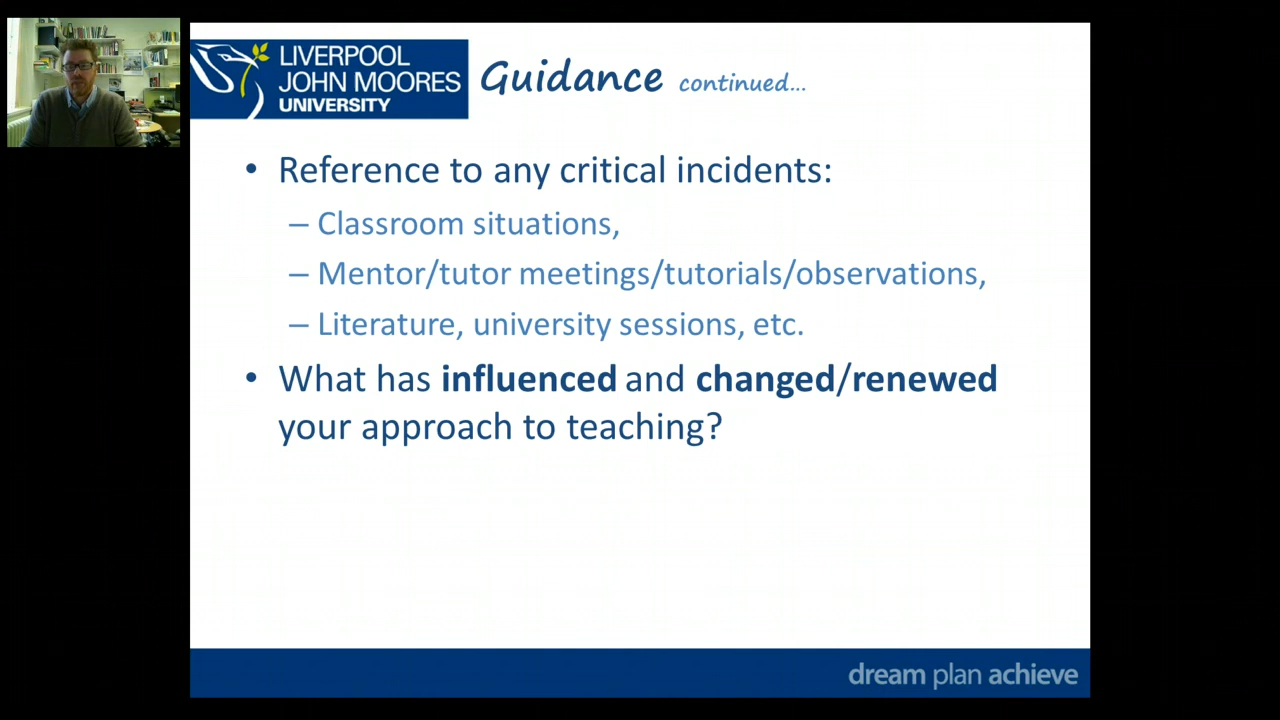 LIVERPOOL
JOHN MOORES
UNIVERSITY
Guidance continued...
• Reference to any critical incidents:
– Classroom situations,
– Mentor/tutor meetings/tutorials/observations,
– Literature, university sessions, etc.
• What has influenced and changed/renewed
your approach to teaching?
dream plan achieve